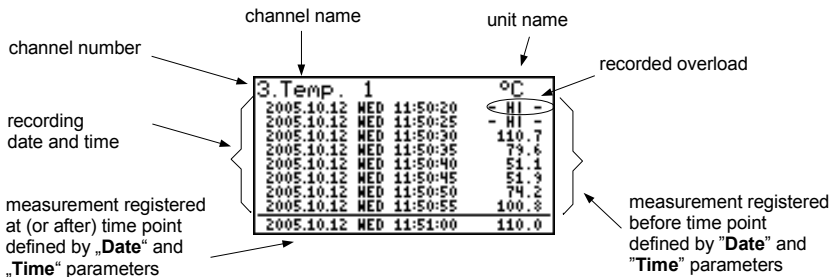 channel name
unit name
channel number
recorded overload
3.Temp. 1 °C
2005.10.12 WED 11:50:20 - HI -
2005.10.12 WED 11:50:25 - HI -
2005.10.12 WED 11:50:30 110.7
2005.10.12 WED 11:50:35 79.6
2005.10.12 WED 11:50:40 51.1
2005.10.12 WED 11:50:45 51.9
2005.10.12 WED 11:50:50 74.2
2005.10.12 WED 11:50:55 100.8
2005.10.12 WED 11:51:00 110.0
recording
date and time
measurement registered
at (or after) time point
defined by „Date“ and
„Time“ parameters
measurement registered
before time point
defined by ”Date” and
”Time” parameters